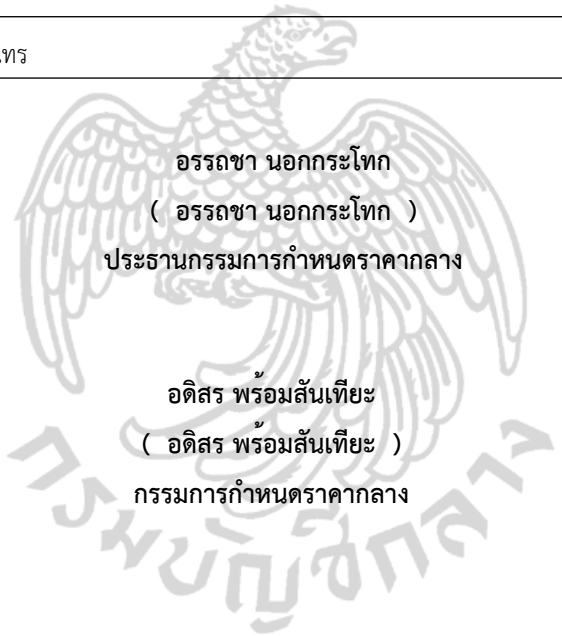 อรรถชา นอกกระโทก
( อรรถชา นอกกระโทก )
ประธานกรรมการกำหนดราคากลาง
อดิสร พร้อมสันเทียะ
( อดิสร พร้อมสันเทียะ )
กรรมการกำหนดราคากลาง
กรมบัญชีกลาง